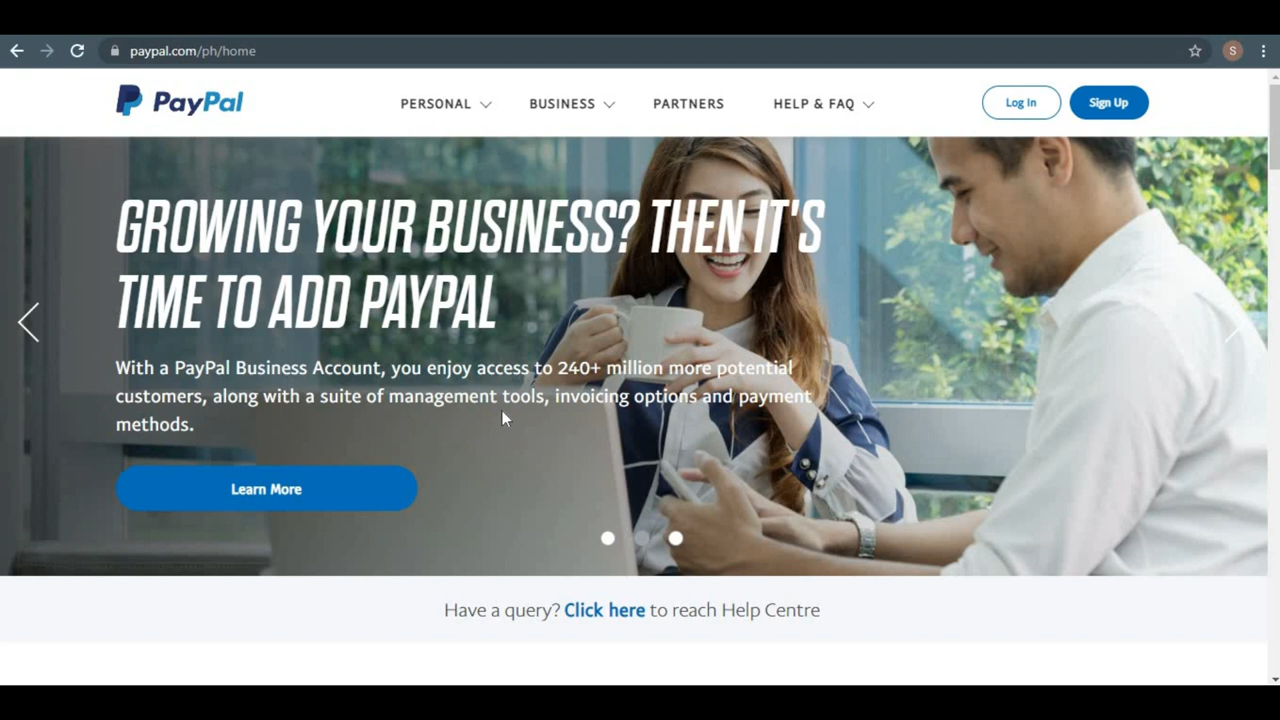 paypal.com/ph/home
S
PayPal
PERSONAL
BUSINESS
PARTNERS
HELP & FAQ
Log In
Sign Up
GROWING YOUR BUSINESS? THEN IT'S
TIME TO ADD PAYPAL
With a PayPal Business Account, you enjoy access to 240+ million more potential
customers, along with a suite of management tools, invoicing options and payment
methods.
Learn More
Have a query? Click here to reach Help Centre